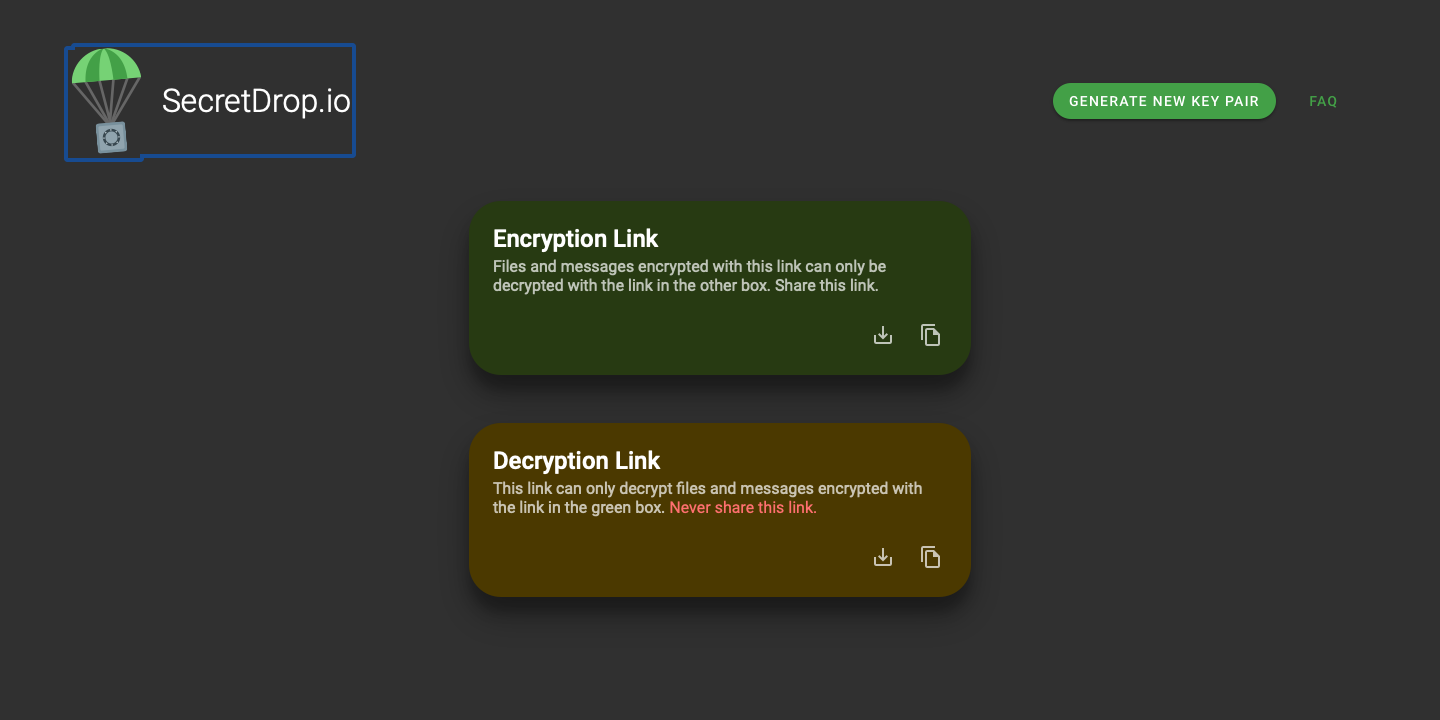 SecretDrop.io
GENERATE NEW KEY PAIR
FAQ
Encryption Link
Files and messages encrypted with this link can only be
decrypted with the link in the other box. Share this link.
Decryption Link
This link can only decrypt files and messages encrypted with
the link in the green box. Never share this link.